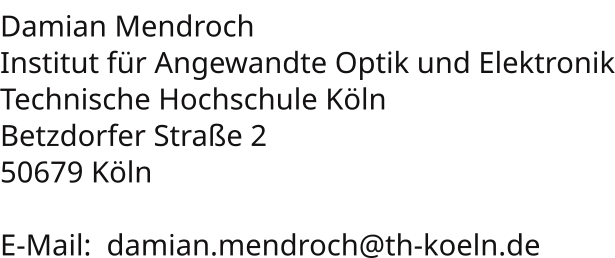 Damian Mendroch
Institut für Angewandte Optik und Elektronik
Technische Hochschule Köln
Betzdorfer Straße 2
50679 Köln
E-Mail: damian.mendroch@th-koeln.de